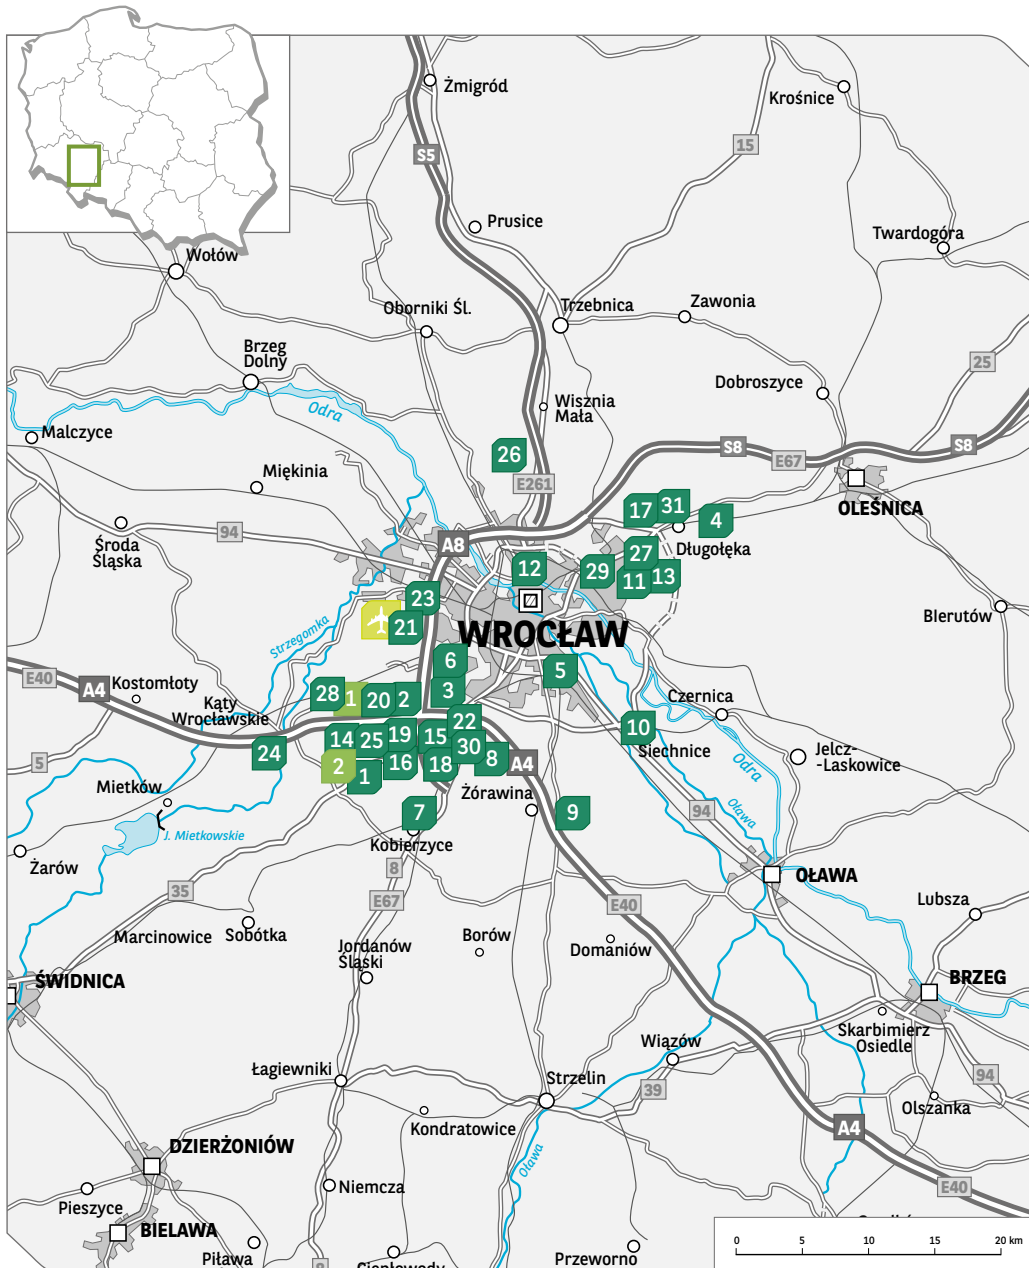 Żmigród
Krośnice
15
S5
Prusice
Twardogóra
Wołów
Oborniki Śl.
Trzebnica
Zawonia
Brzeg
Dolny
25
Dobroszyce
Odra
Wisznia
Mała
Malczyce
S8
S8
E67
26
Miękinia
E261
OLEŚNICA
17
31
4
94
Środa
Śląska
A8
Długołęka
27
12
29
11
13
23
BIerutów
21
WROCŁAW
Strzegomka
6
5
E40
A4
Kostomłoty
28
1
20
2
3
Czernica
Kąty
Wrocławskie
22
10
14
25
19
15
30
Siechnice
24
8
A4
Jelcz-
-Laskowice
5
2
1
16
18
Odra
Mietków
7
Żórawina
9
94
Oława
J. Mietkowskie
Kobierzyce
Żarów
8
OŁAWA
35
E67
E40
Lubsza
Marcinowice
Sobótka
Jordanów
Śląski
Borów
Domaniów
ŚWIDNICA
BRZEG
Skarbimierz
Osiedle
Wiązów
Łagiewniki
Strzelin
39
94
Kondratowice
Olszanka
A4
DZIERŻONIÓW
Oława
Niemcza
E40
Pieszyce
BIELAWA
Piława
Przeworno
0
5
10
15
20 km